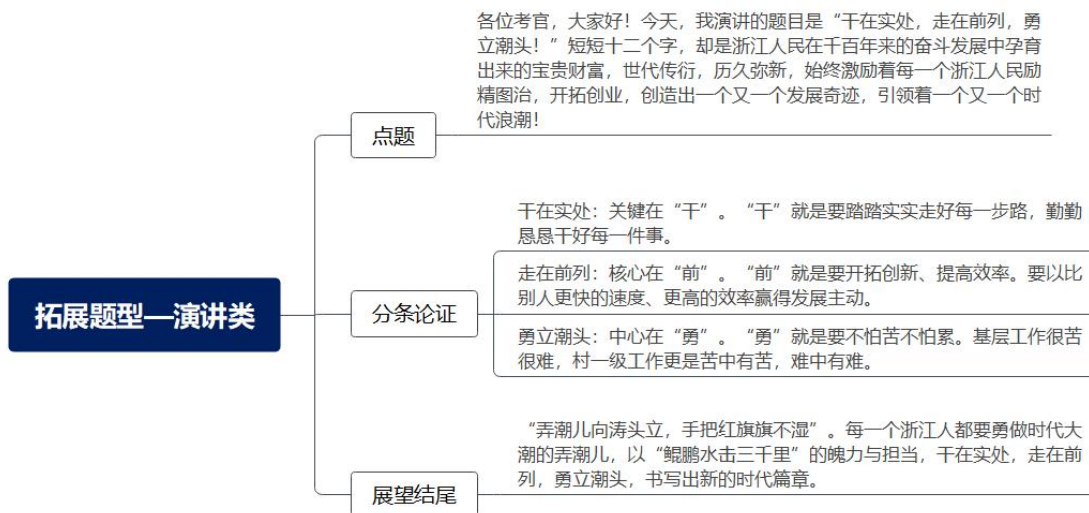 各位考官，大家好！今天，我演讲的题目是“干在实处，走在前列，勇
立潮头！”短短十二个字，却是浙江人民在千百年来的奋斗发展中孕育
出来的宝贵财富，世代传衍，历久弥新，始终激励着每一个浙江人民励
精图治，开拓创业，创造出一个又一个发展奇迹，引领着一个又一个时
代浪潮！
点题
干在实处：关键在“干”。“干”就是要踏踏实实走好每一步路，勤勤
恳恳干好每一件事。
走在前列：核心在“前”。“前”就是要开拓创新、提高效率。要以比
别人更快的速度、更高的效率赢得发展主动。
拓展题型—演讲类
分条论证
勇立潮头：中心在“勇”。“勇”就是要不怕苦不怕累。基层工作很苦
很难，村一级工作更是苦中有苦，难中有难。
“弄潮儿向涛头立，手把红旗旗不湿”。每一个浙江人都要勇做时代大
潮的弄潮儿，以“鲲鹏水击三千里”的魄力与担当，干在实处，走在前
列，勇立潮头，书写出新的时代篇章。
展望结尾